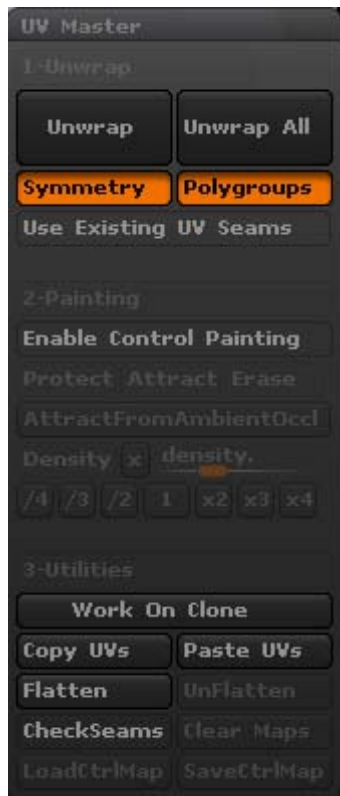 UV Master
1-Unwrap
Unwrap Unwrap All
Symmetry Polygroups
Use Existing UV Seams
2-Painting
Enable Control Painting
Protect Attract Erase
AttractFromAmbientOccl
Density x density.
/4 /3 /2 1 x2 x3 x4
3-Utilities
Work On Clone
Copy UVs Paste UVs
Flatten UnFlatten
CheckSeams Clear Maps
LoadCtrlMap SaveCtrlMap